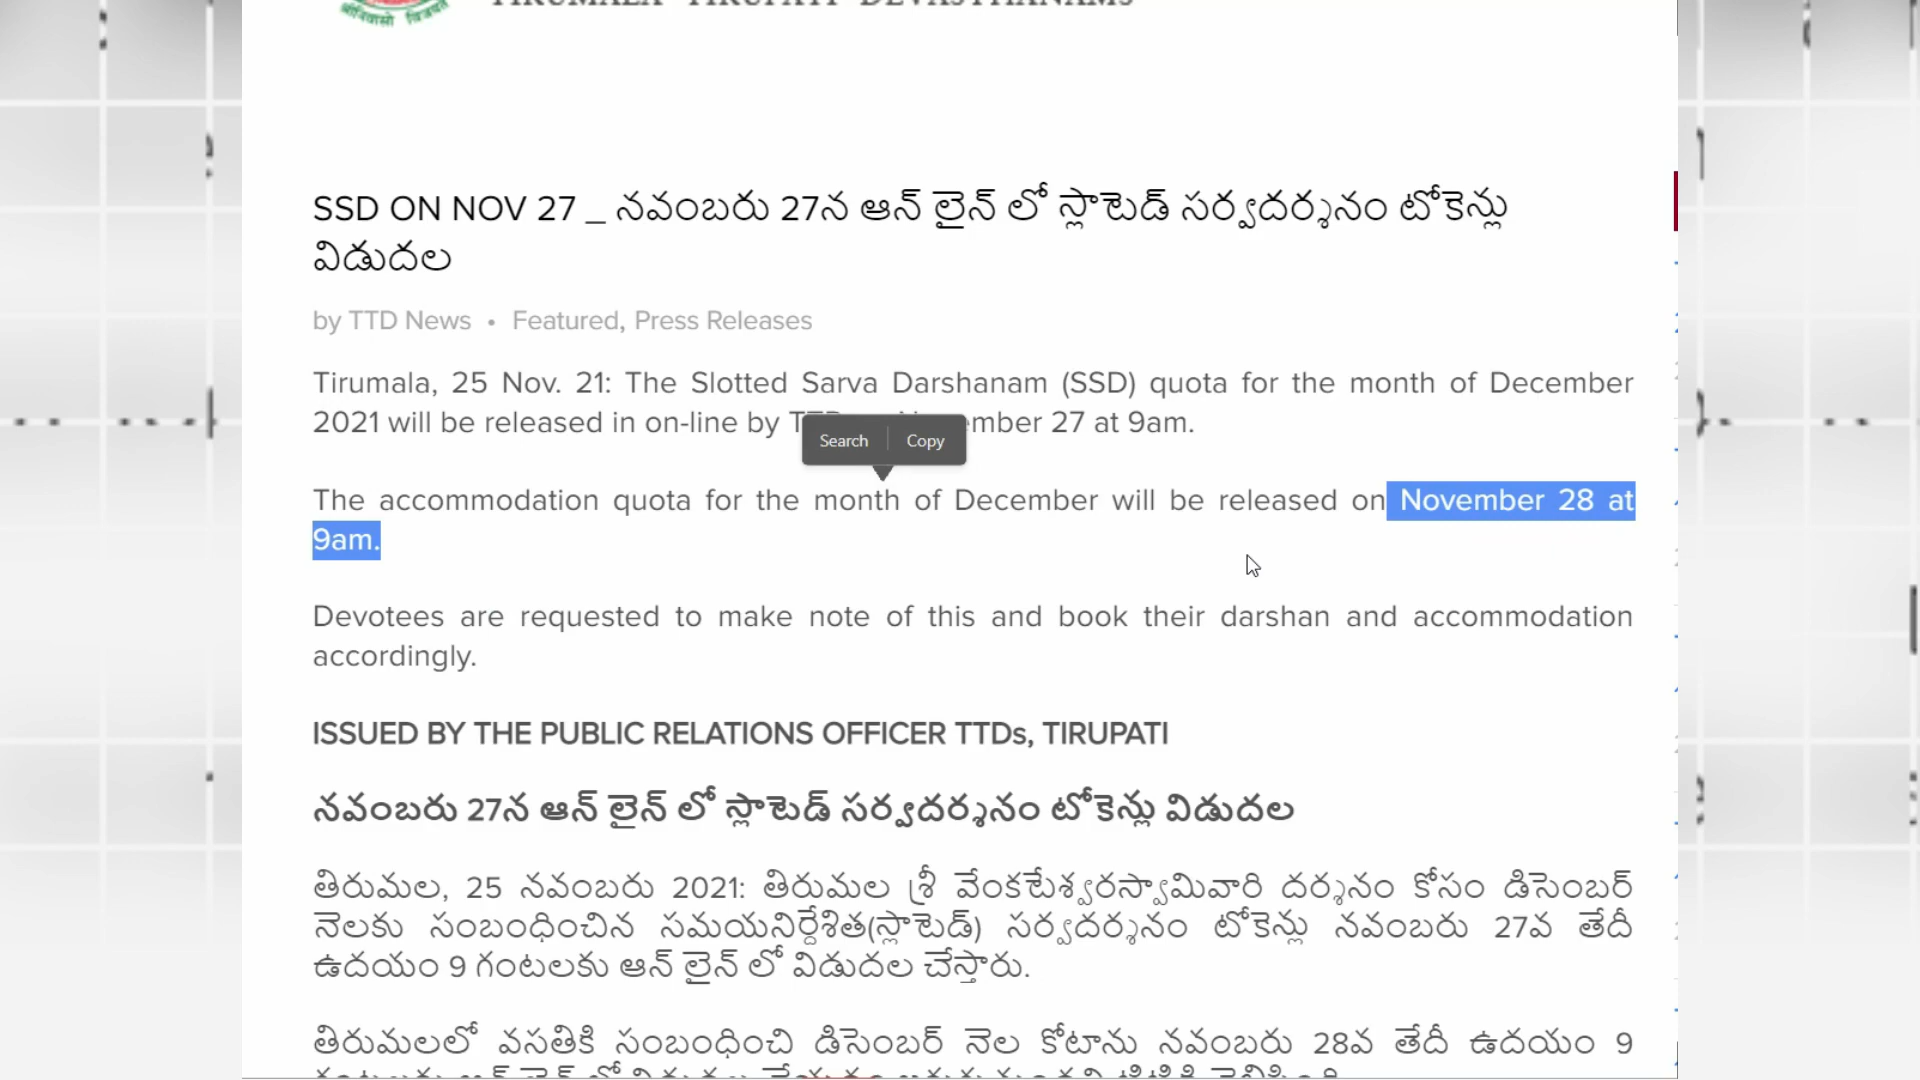 श्रीनिवासो विजयते
TIRUMALA TIRUPATI DEVASTHANAMS
SSD ON NOV 27 _ నవంబరు 27న ఆన్ లైన్ లో స్లాటెడ్ సర్వదర్శనం టోకెన్లు
విడుదల
by TTD News • Featured, Press Releases
Tirumala, 25 Nov. 21: The Slotted Sarva Darshanam (SSD) quota for the month of December
2021 will be released in on-line by 27 at 9am.
Search Copy
The accommodation quota for the month of December will be released on November 28 at
9am.
Devotees are requested to make note of this and book their darshan and accommodation
accordingly.
ISSUED BY THE PUBLIC RELATIONS OFFICER TTDs, TIRUPATI
నవంబరు 27న ఆన్ లైన్ లో స్లాటెడ్ సర్వదర్శనం టోకెన్లు విడుదల
తిరుమల, 25 నవంబరు 2021: తిరుమల శ్రీ వేంకటేశ్వరస్వామివారి దర్శనం కోసం డిసెంబర్
నెలకు సంబంధించిన సమయనిర్దేశిత(స్లాటెడ్) సర్వదర్శనం టోకెన్లు నవంబరు 27వ తేదీ
ఉదయం 9 గంటలకు ఆన్ లైన్ లో విడుదల చేస్తారు.
తిరుమలలో వసతికి సంబంధించి డిసెంబర్ నెల కోటాను నవంబరు 28వ తేదీ ఉదయం 9